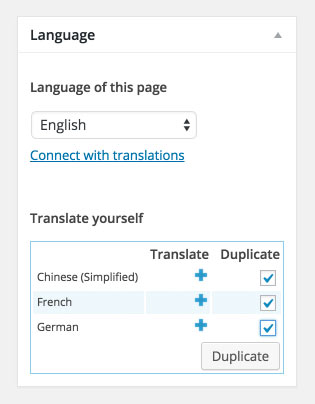 Language
Language of this page
English
Connect with translations
Translate yourself
Translate Duplicate
Chinese (Simplified)
French
German
Duplicate